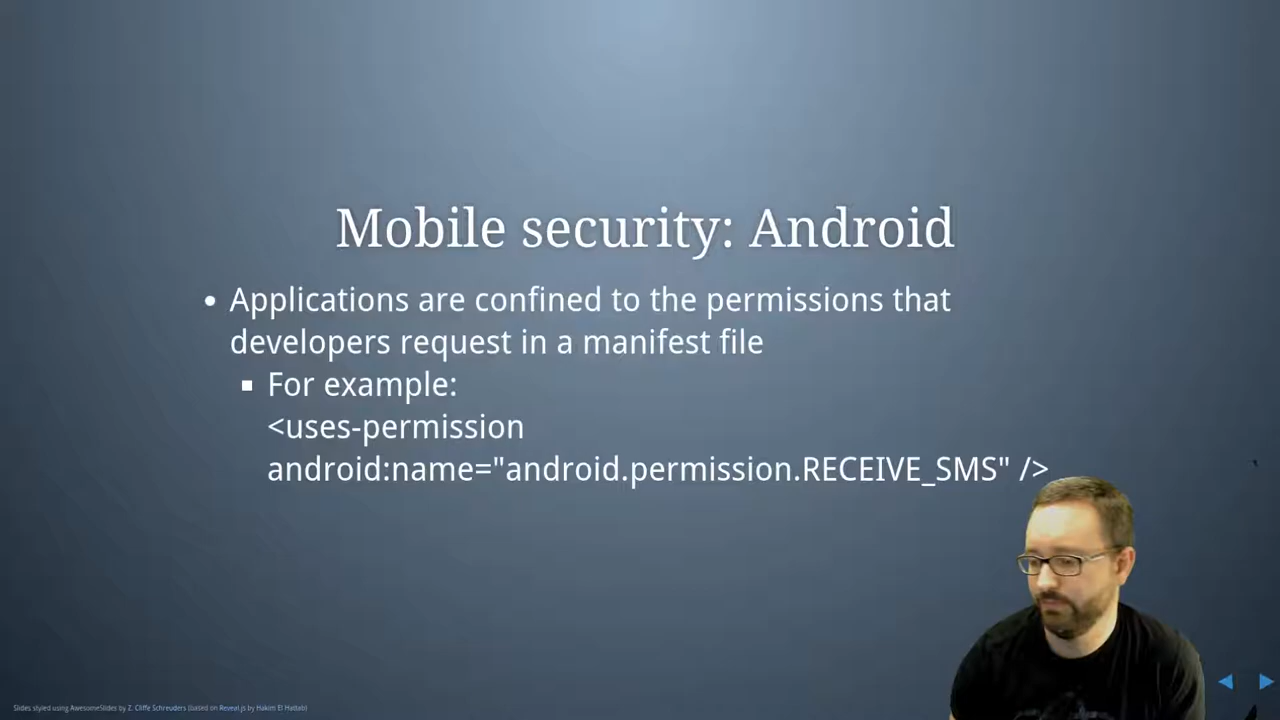 Mobile security: Android
• Applications are confined to the permissions that
developers request in a manifest file
▪ For example:
<uses-permission
android:name="android.permission.RECEIVE_SMS" />
Slides styled using AwesomeSlides by Z. Cliffe Schreuders (based on Reveal.js by Hakim El Hattab)